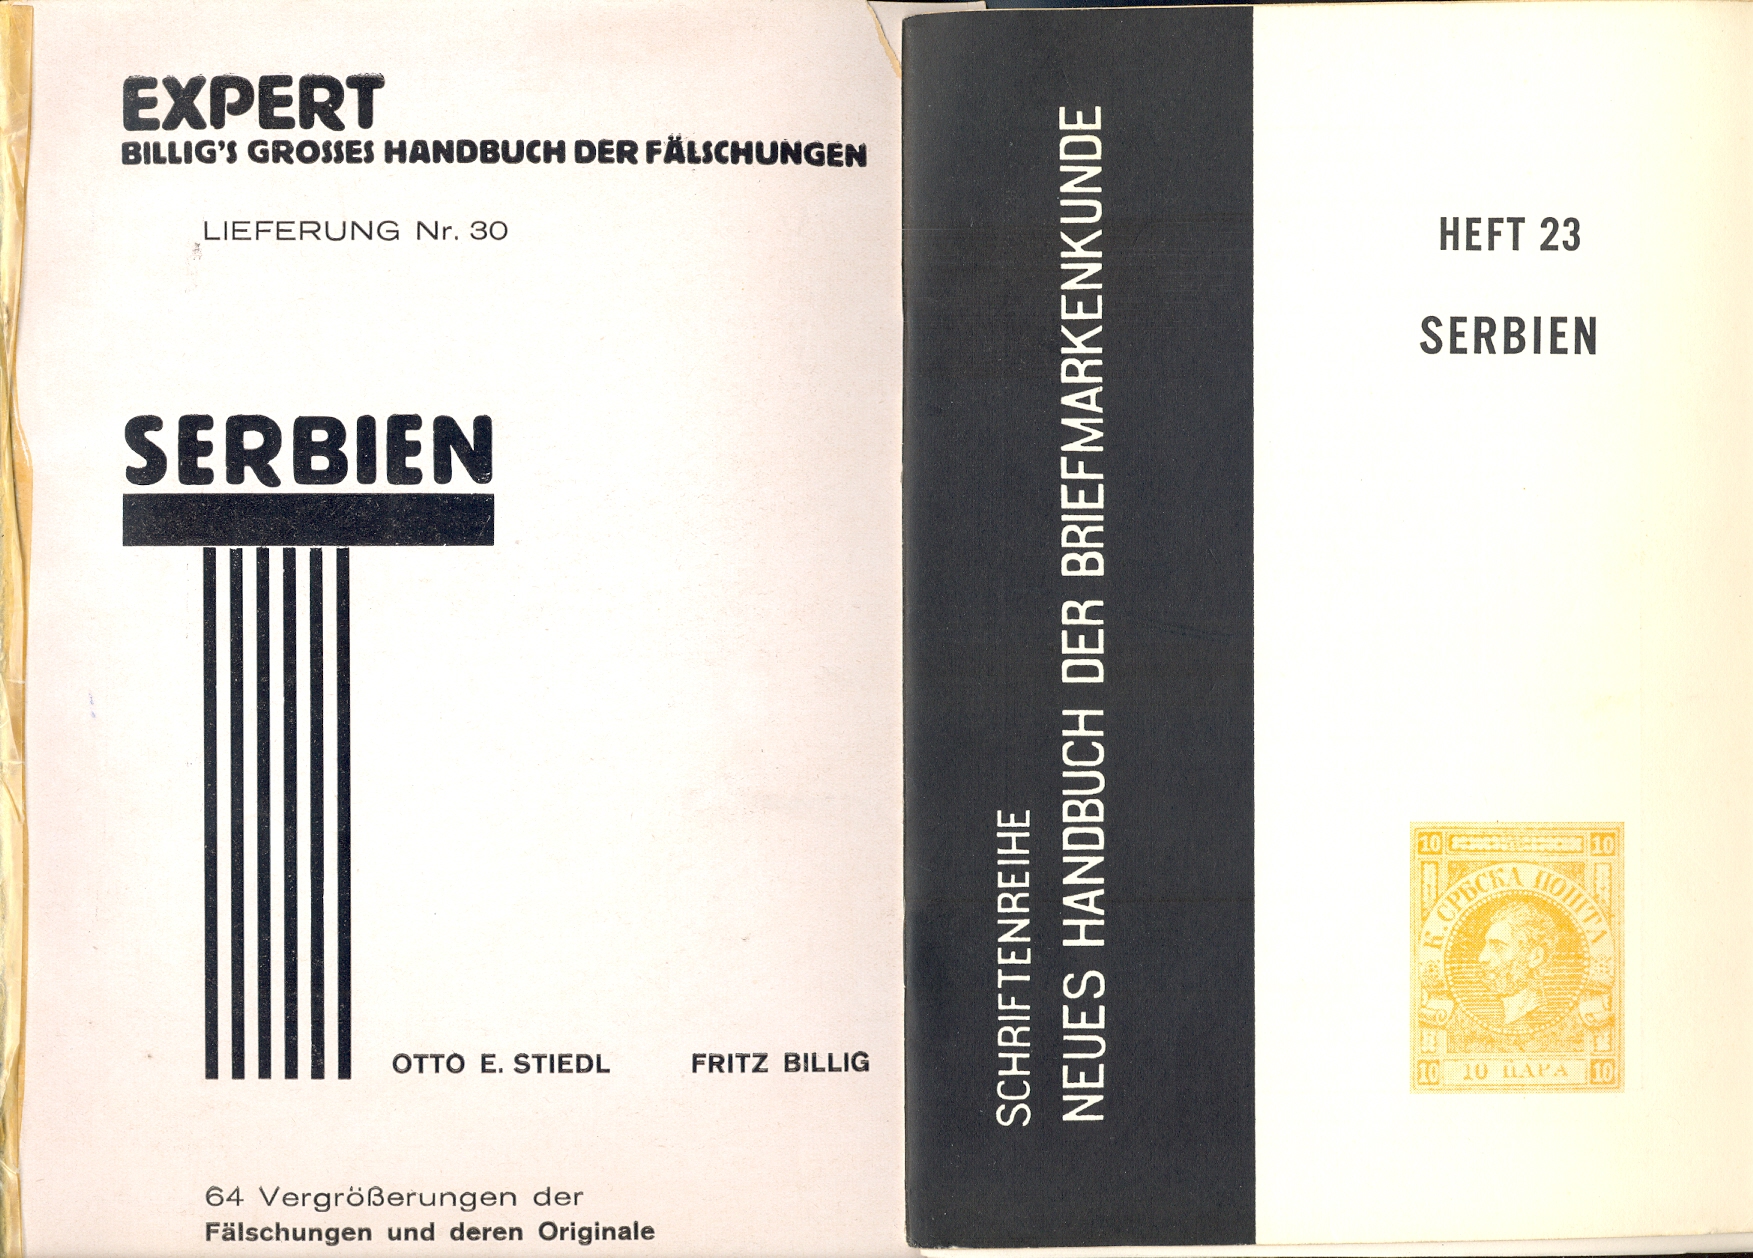 EXPERT
BILLIG'S GROSSES HANDBUCH DER FÄLSCHUNGEN
LIEFERUNG Nr. 30
SERBIEN
OTTO E. STIEDL FRITZ BILLIG
64 Vergrößerungen der
Fälschungen und deren Originale
SCHRIFTENREIHE
NEUES HANDBUCH DER BRIEFMARKENKUNDE
HEFT 23
SERBIEN
10 10
К. СРБСКА ПОШТА
10 10 ПАРА 10